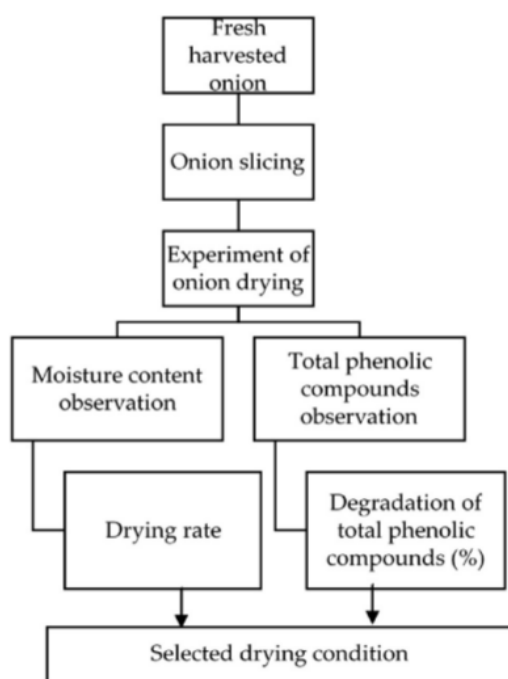 Fresh
harvested
onion
Onion slicing
Experiment of
onion drying
Moisture content
observation
Total phenolic
compounds
observation
Drying rate
Degradation of
total phenolic
compounds (%)
Selected drying condition